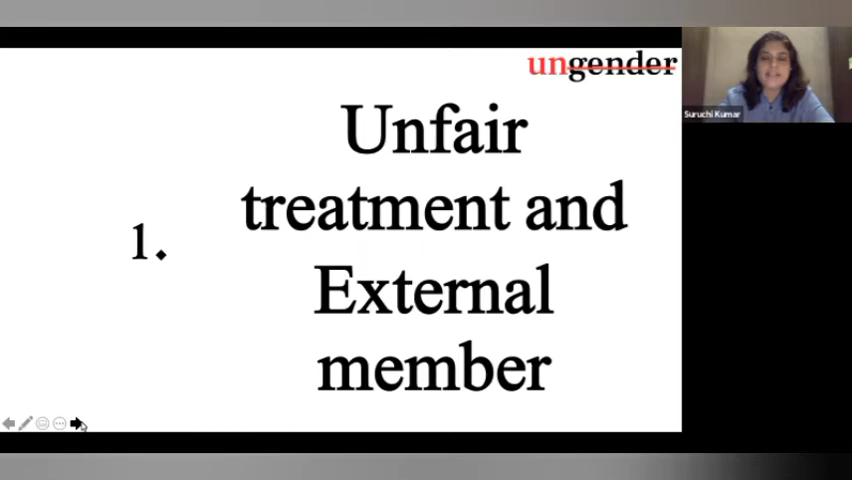 ungender
Unfair
treatment and
1.
External
member
Suruchi Kumar